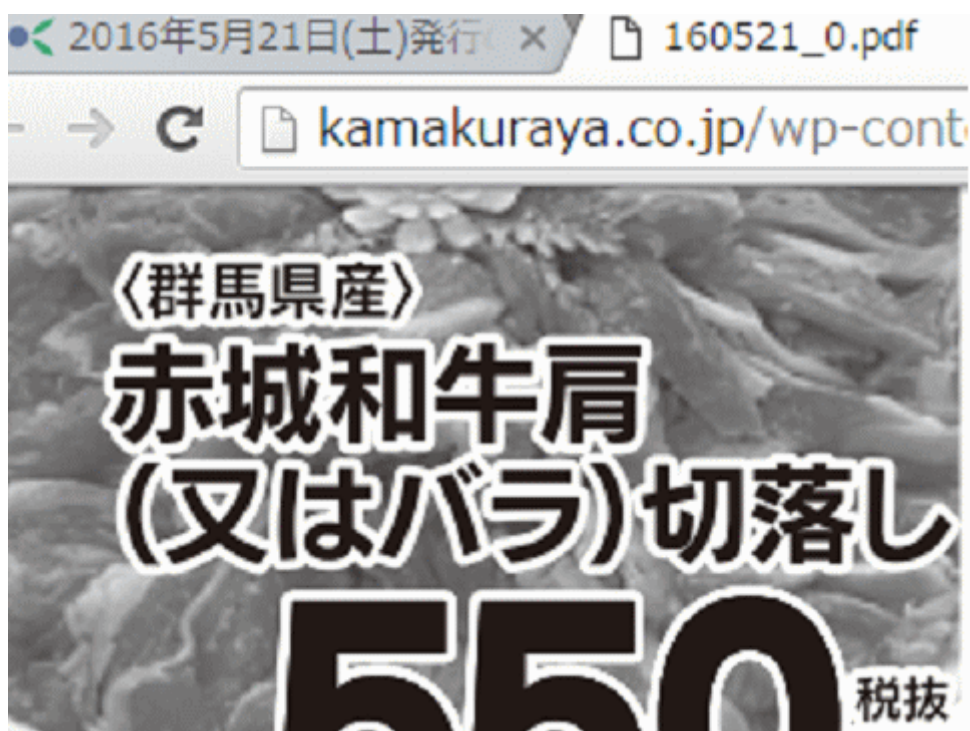 2016年5月21日(土)発行
160521_0.pdf
kamakuraya.co.jp/wp-cont
〈群馬県産〉
赤城和牛肩
(又はバラ)切落し
550
税抜